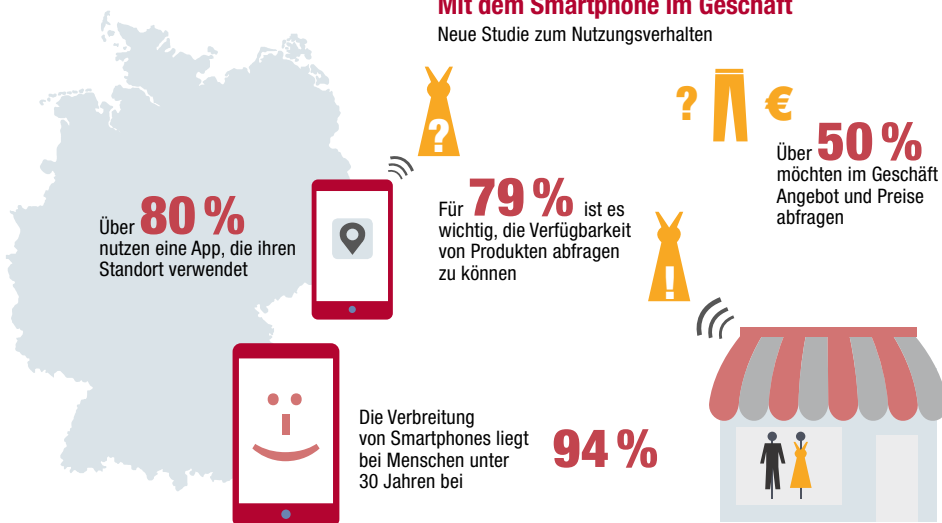 Mit dem Smartphone im Geschäft
Neue Studie zum Nutzungsverhalten
?
? €
Über 50 %
möchten im Geschäft
Angebot und Preise
abfragen
Über 80 %
nutzen eine App, die ihren
Standort verwendet
Für 79 % ist es
wichtig, die Verfügbarkeit
von Produkten abfragen
zu können
!
Die Verbreitung
von Smartphones liegt
bei Menschen unter
30 Jahren bei
94 %